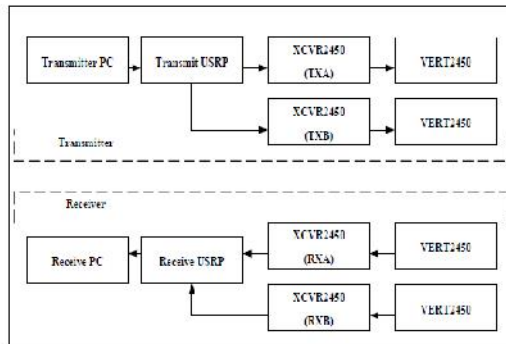 Transmitter PC
Transmit USRP
XCVR2450
(TXA)
VERT2450
XCVR2450
(TXB)
VERT2450
Transmitter
Receiver
Receive PC
Receive USRP
XCVR2450
(RXA)
VERT2450
XCVR2450
(RXB)
VERT2450